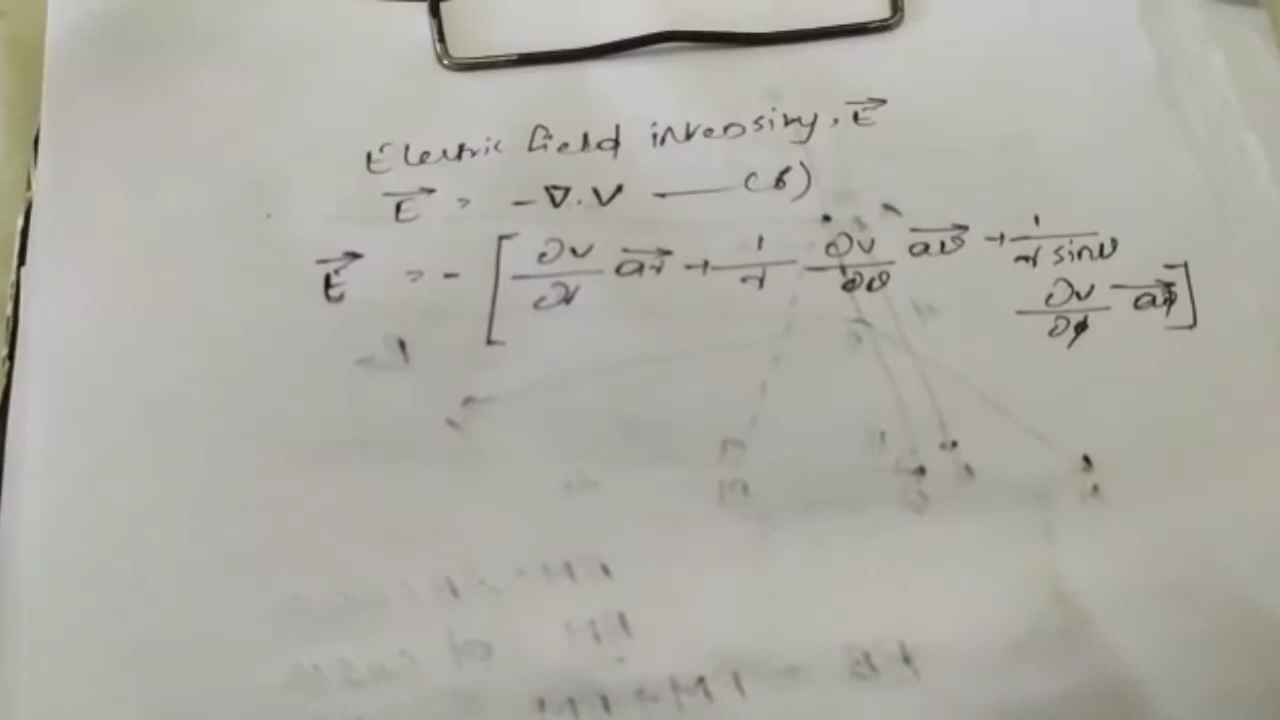 Electric field intensity, E⃗
E⃗ = -∇.V —— (6)
E⃗ = - [ ∂v/∂r a⃗r + 1/r ∂v/∂θ a⃗θ + 1/(r sinθ)
∂v/∂ϕ a⃗ϕ ]